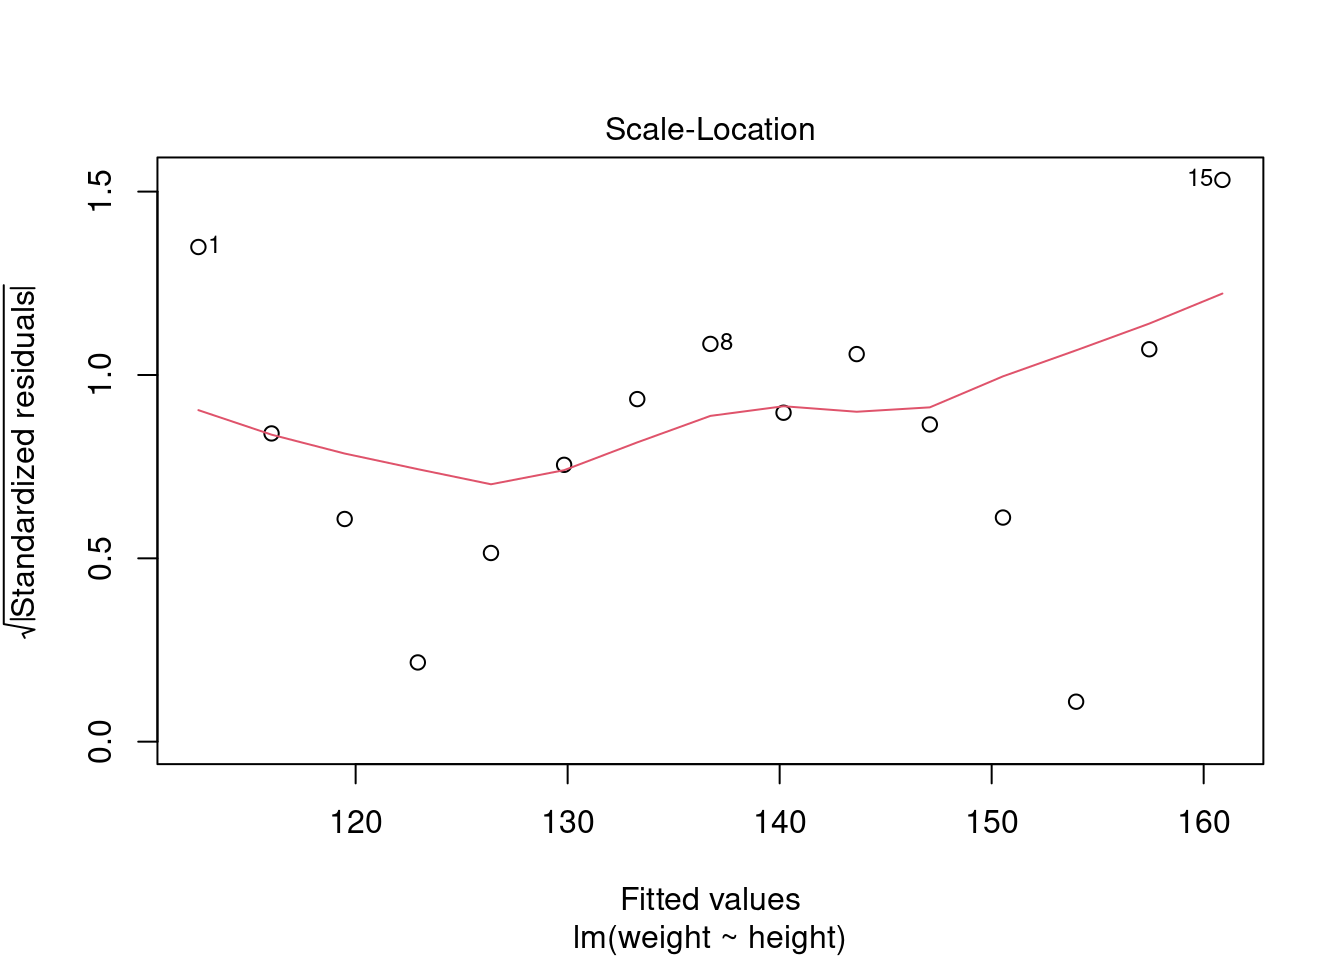 Scale-Location
√|Standardized residuals|
1.5
1.0
0.5
0.0
1
8
15
120 130 140 150 160
Fitted values
lm(weight ~ height)